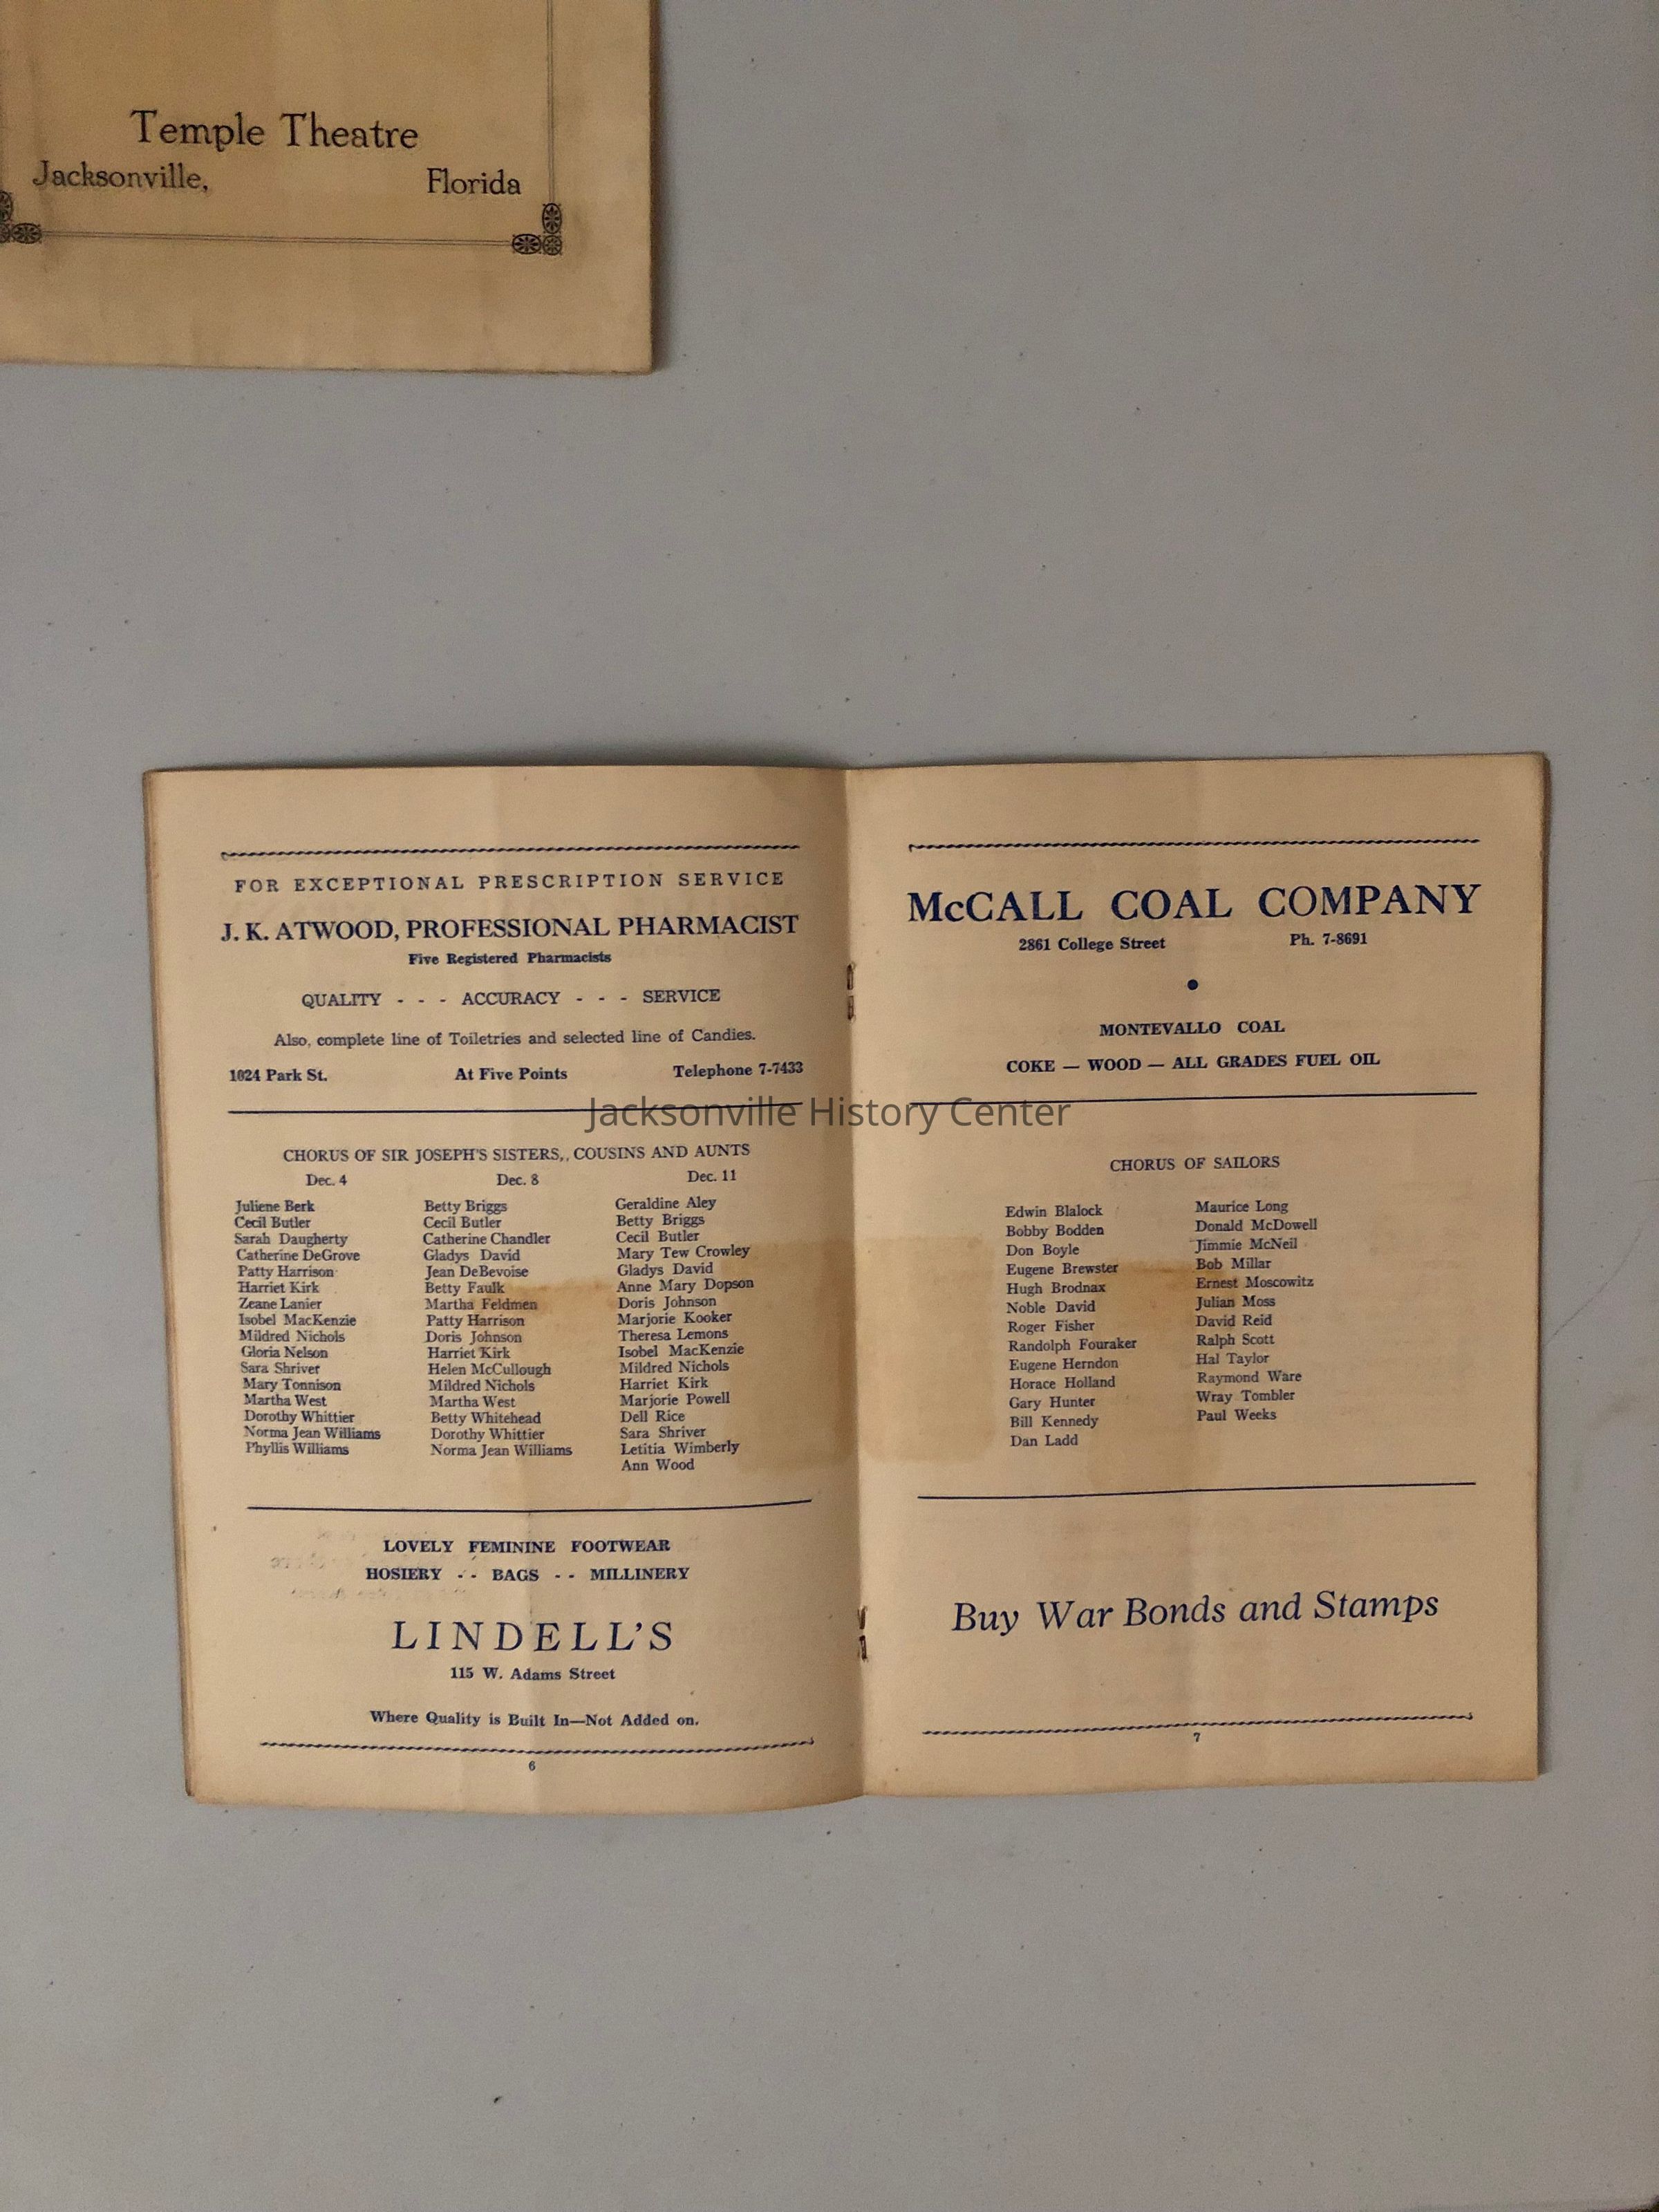 Temple Theatre
Jacksonville, Florida
FOR EXCEPTIONAL PRESCRIPTION SERVICE
J. K. ATWOOD, PROFESSIONAL PHARMACIST
Five Registered Pharmacists
QUALITY - - - ACCURACY - - - SERVICE
Also, complete line of Toiletries and selected line of Candies.
1024 Park St. At Five Points Telephone 7-7433
CHORUS OF SIR JOSEPH'S SISTERS,, COUSINS AND AUNTS
Dec. 4
Juliene Berk
Cecil Butler
Sarah Daugherty
Catherine DeGrove
Patty Harrison
Harriet Kirk
Zeane Lanier
Isobel MacKenzie
Mildred Nichols
Gloria Nelson
Sara Shriver
Mary Tonnison
Martha West
Dorothy Whittier
Norma Jean Williams
Phyllis Williams
Dec. 8
Betty Briggs
Cecil Butler
Catherine Chandler
Gladys David
Jean DeBevoise
Betty Faulk
Martha Feldmen
Patty Harrison
Doris Johnson
Harriet Kirk
Helen McCullough
Mildred Nichols
Martha West
Betty Whitehead
Dorothy Whittier
Norma Jean Williams
Dec. 11
Geraldine Aley
Betty Briggs
Cecil Butler
Mary Tew Crowley
Gladys David
Anne Mary Dopson
Doris Johnson
Marjorie Kooker
Theresa Lemons
Isobel MacKenzie
Mildred Nichols
Harriet Kirk
Marjorie Powell
Dell Rice
Sara Shriver
Letitia Wimberly
Ann Wood
LOVELY FEMININE FOOTWEAR
HOSIERY - - BAGS - - MILLINERY
LINDELL'S
115 W. Adams Street
Where Quality is Built In—Not Added on.
6
McCALL COAL COMPANY
2861 College Street Ph. 7-8691
MONTEVALLO COAL
COKE — WOOD — ALL GRADES FUEL OIL
CHORUS OF SAILORS
Edwin Blalock
Bobby Bodden
Don Boyle
Eugene Brewster
Hugh Brodnax
Noble David
Roger Fisher
Randolph Fouraker
Eugene Herndon
Horace Holland
Gary Hunter
Bill Kennedy
Dan Ladd
Maurice Long
Donald McDowell
Jimmie McNeil
Bob Millar
Ernest Moscowitz
Julian Moss
David Reid
Ralph Scott
Hal Taylor
Raymond Ware
Wray Tombler
Paul Weeks
Buy War Bonds and Stamps
7
Jacksonville History Center